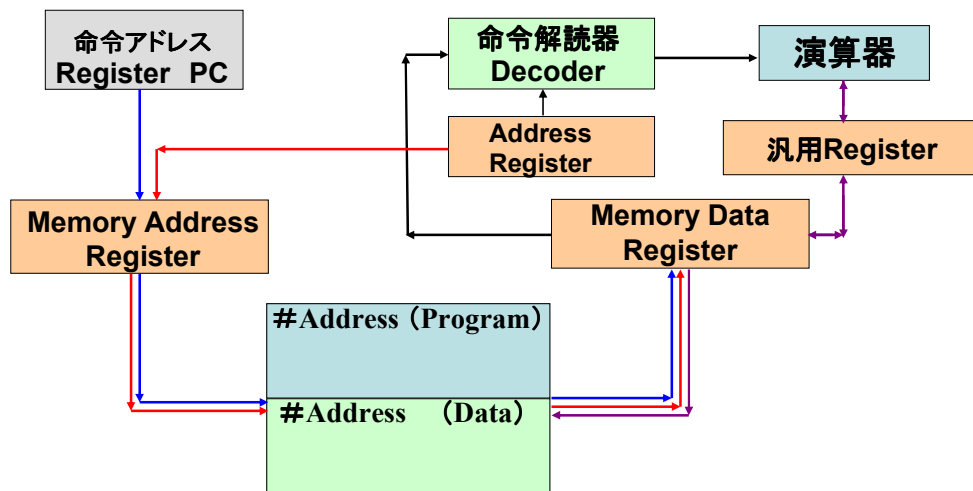 命令アドレス
Register PC
命令解読器
Decoder
演算器
Address
Register
汎用Register
Memory Address
Register
Memory Data
Register
＃Address（Program）
＃Address （Data）